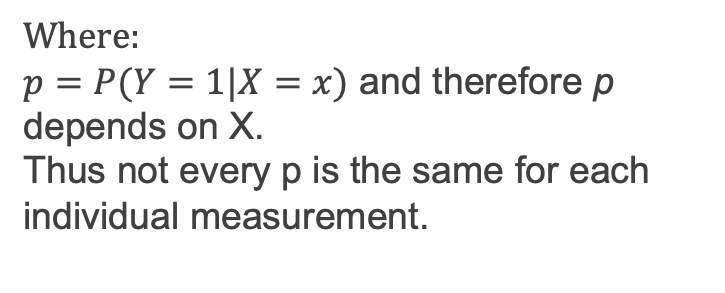 Where:
p = P(Y = 1|X = x) and therefore p
depends on X.
Thus not every p is the same for each
individual measurement.